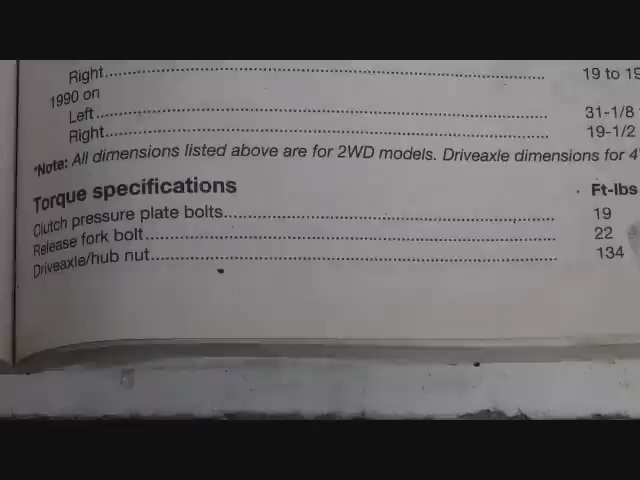 Right........................................................................ 19 to 19
1990 on
Left........................................................................ 31-1/8
Right........................................................................ 19-1/2
*Note: All dimensions listed above are for 2WD models. Driveaxle dimensions for 4
Torque specifications Ft-lbs
Clutch pressure plate bolts........................................................................ 19
Release fork bolt........................................................................ 22
Driveaxle/hub nut........................................................................ 134